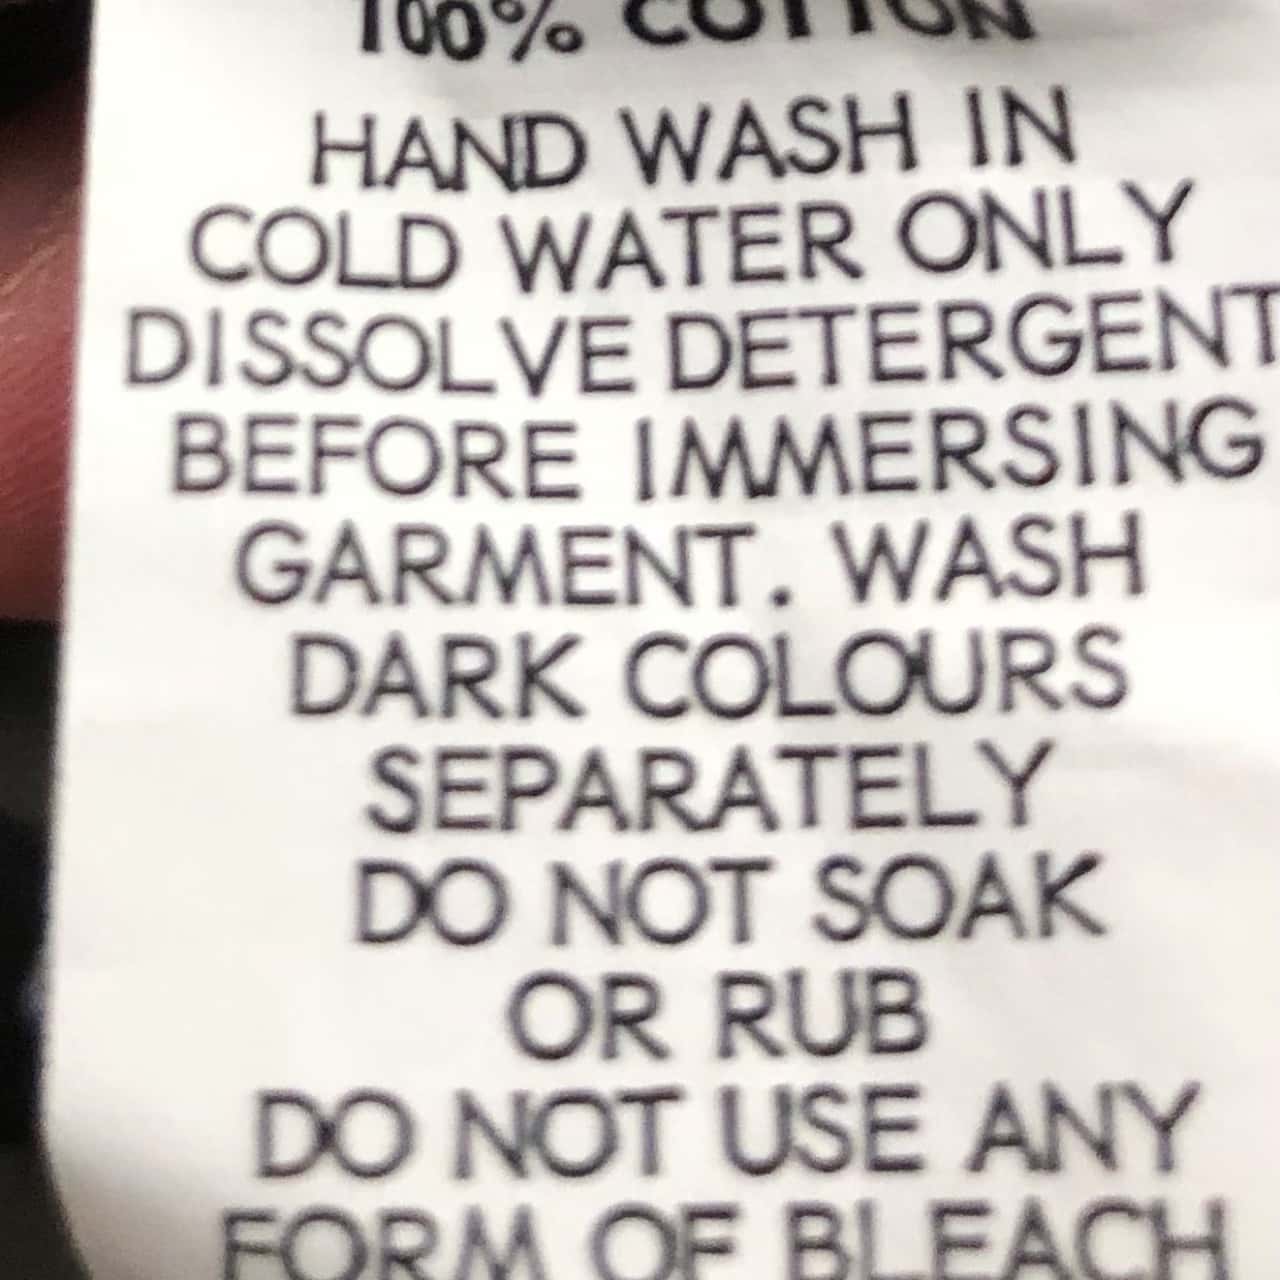 100% COTTON
HAND WASH IN
COLD WATER ONLY
DISSOLVE DETERGENT
BEFORE IMMERSING
GARMENT. WASH
DARK COLOURS
SEPARATELY
DO NOT SOAK
OR RUB
DO NOT USE ANY
FORM OF BLEACH